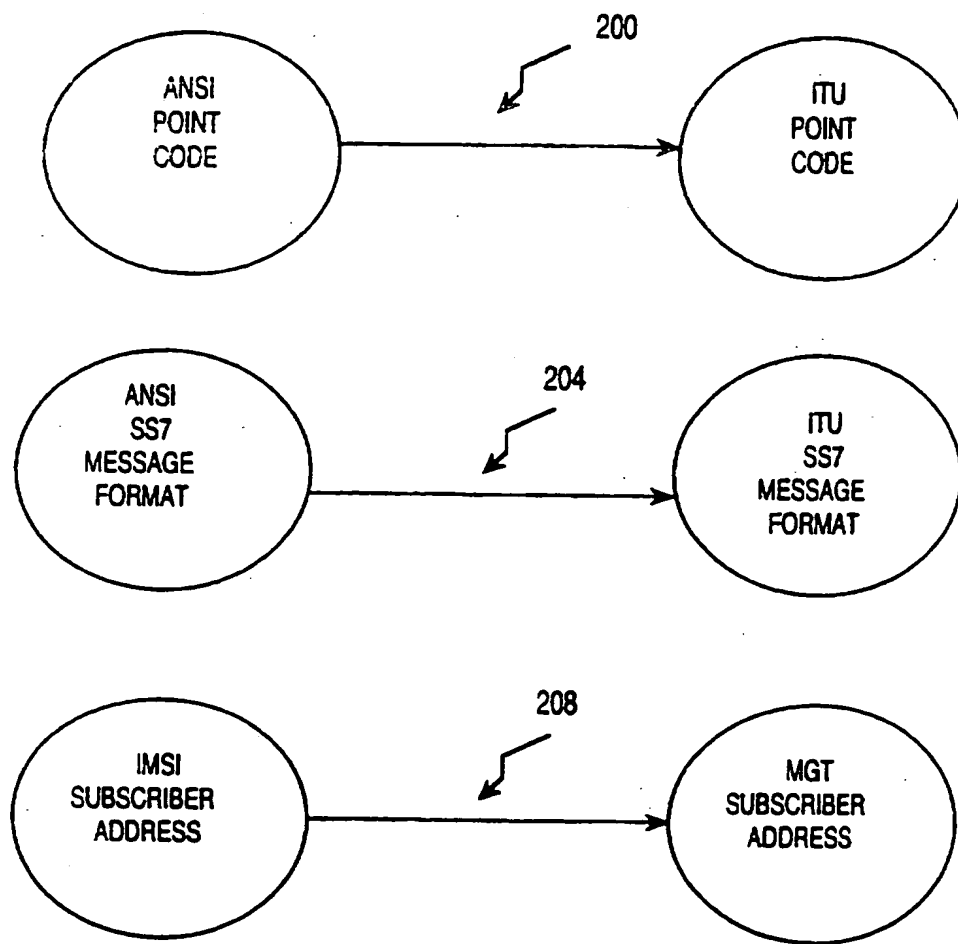 200
ANSI
POINT
CODE
ITU
POINT
CODE
204
ANSI
SS7
MESSAGE
FORMAT
ITU
SS7
MESSAGE
FORMAT
208
IMSI
SUBSCRIBER
ADDRESS
MGT
SUBSCRIBER
ADDRESS